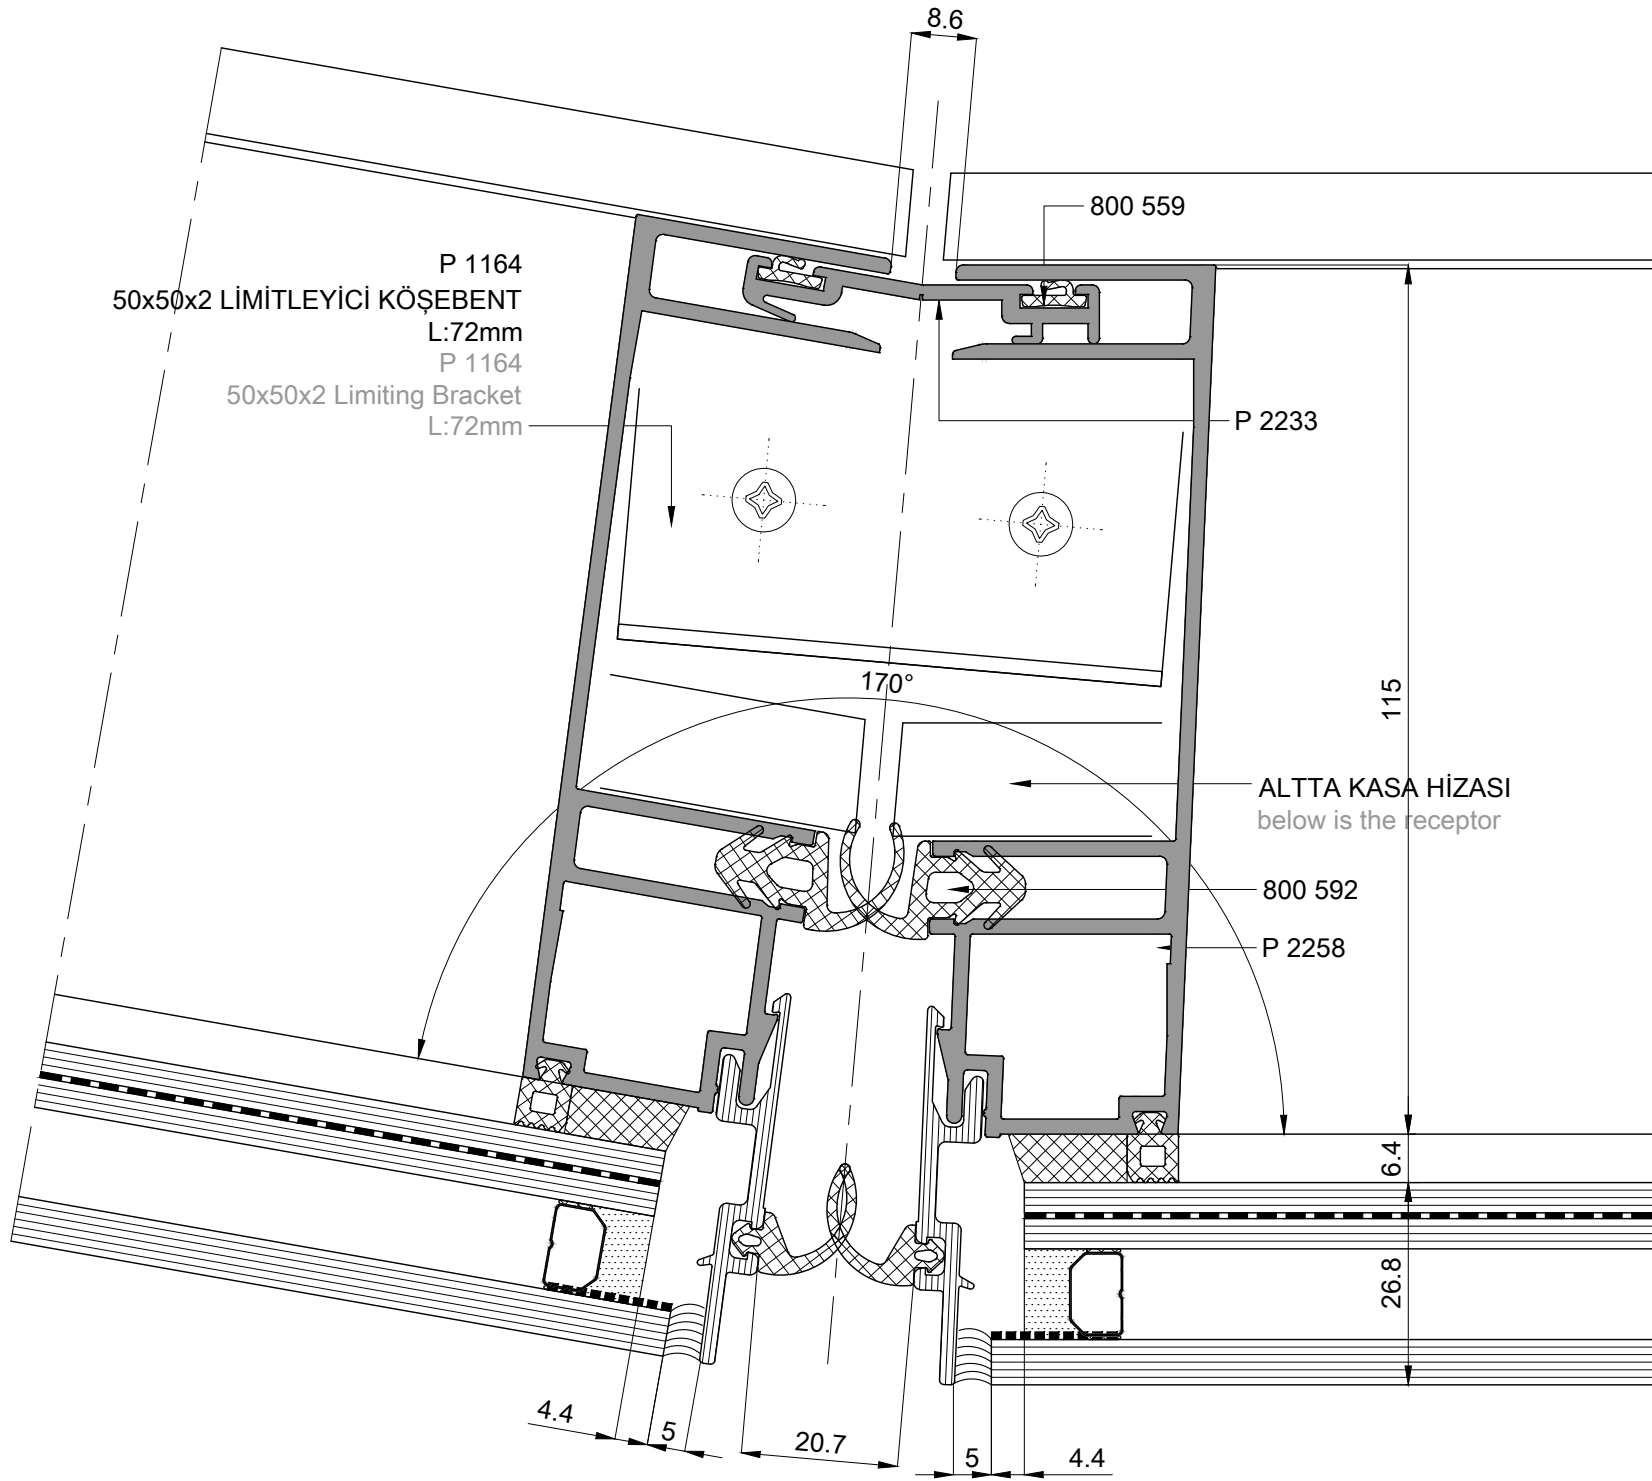 8.6
800 559
P 1164
50x50x2 LİMİTLEYİCİ KÖŞEBENT
L:72mm
P 1164
50x50x2 Limiting Bracket
L:72mm
P 2233
170°
115
ALTTA KASA HİZASI
below is the receptor
800 592
P 2258
6.4
26.8
4.4
5
20.7
5
4.4